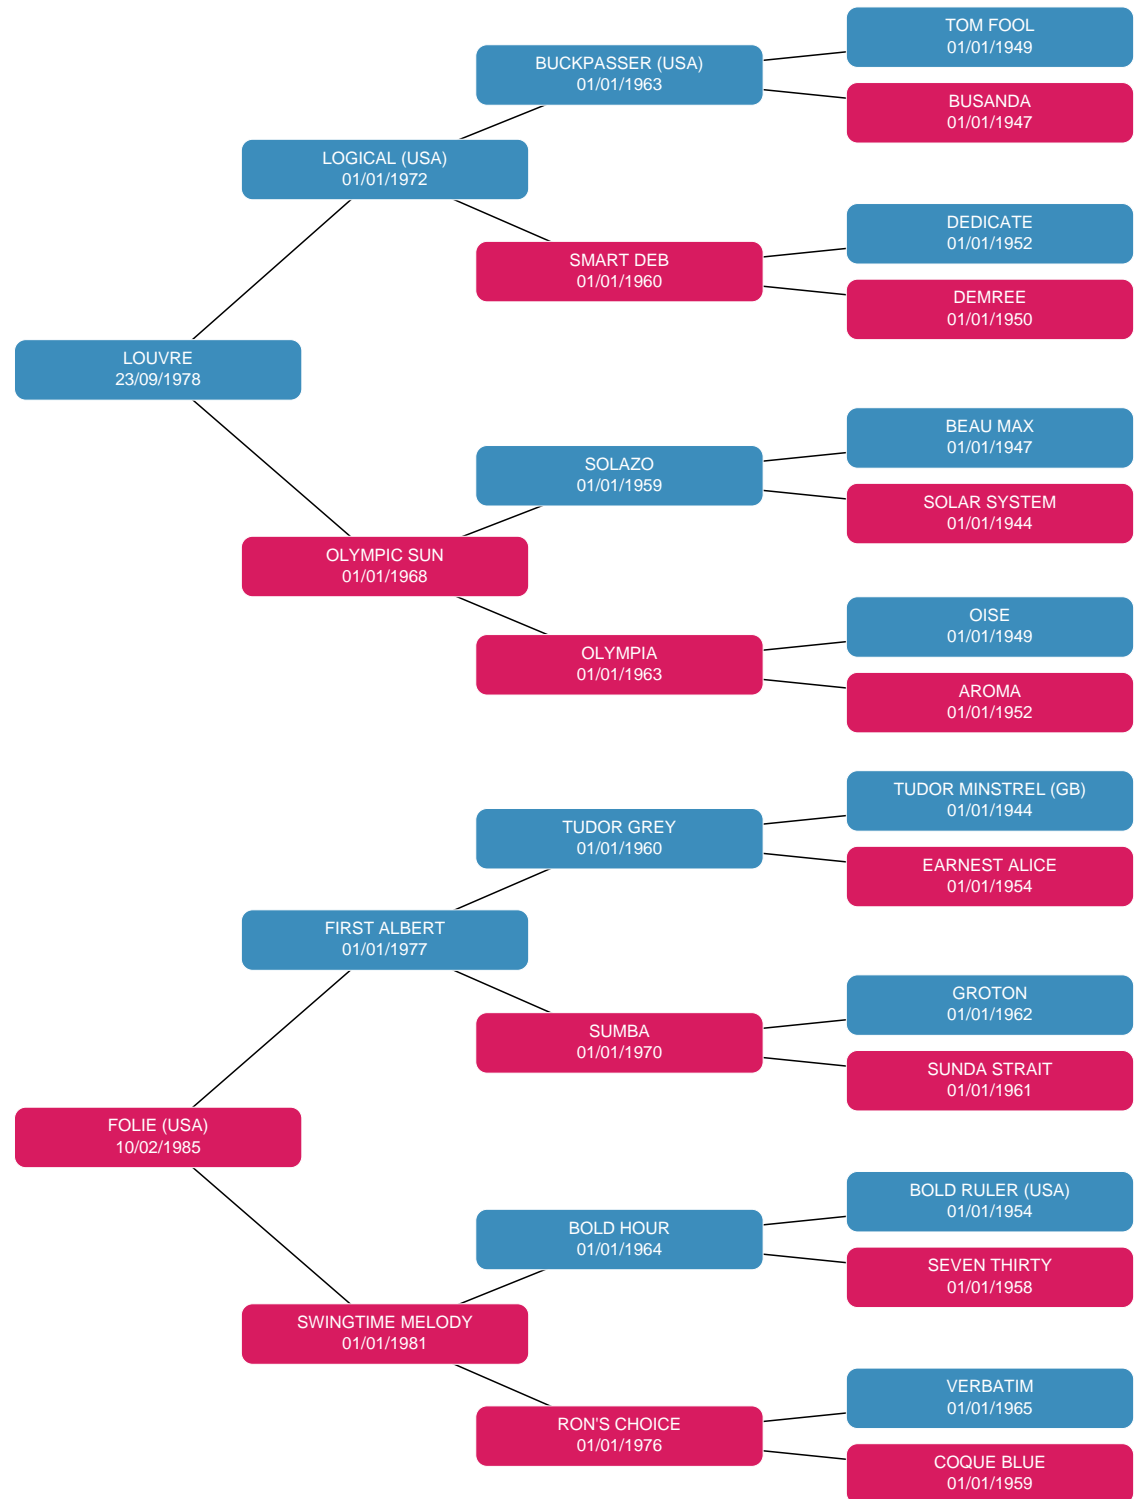 TOM FOOL
01/01/1949
BUCKPASSER (USA)
01/01/1963
BUSANDA
01/01/1947
LOGICAL (USA)
01/01/1972
DEDICATE
01/01/1952
SMART DEB
01/01/1960
DEMREE
01/01/1950
LOUVRE
23/09/1978
BEAU MAX
01/01/1947
SOLAZO
01/01/1959
SOLAR SYSTEM
01/01/1944
OLYMPIC SUN
01/01/1968
OISE
01/01/1949
OLYMPIA
01/01/1963
AROMA
01/01/1952
TUDOR MINSTREL (GB)
01/01/1944
TUDOR GREY
01/01/1960
EARNEST ALICE
01/01/1954
FIRST ALBERT
01/01/1977
GROTON
01/01/1962
SUMBA
01/01/1970
SUNDA STRAIT
01/01/1961
FOLIE (USA)
10/02/1985
BOLD RULER (USA)
01/01/1954
BOLD HOUR
01/01/1964
SEVEN THIRTY
01/01/1958
SWINGTIME MELODY
01/01/1981
VERBATIM
01/01/1965
RON'S CHOICE
01/01/1976
COQUE BLUE
01/01/1959